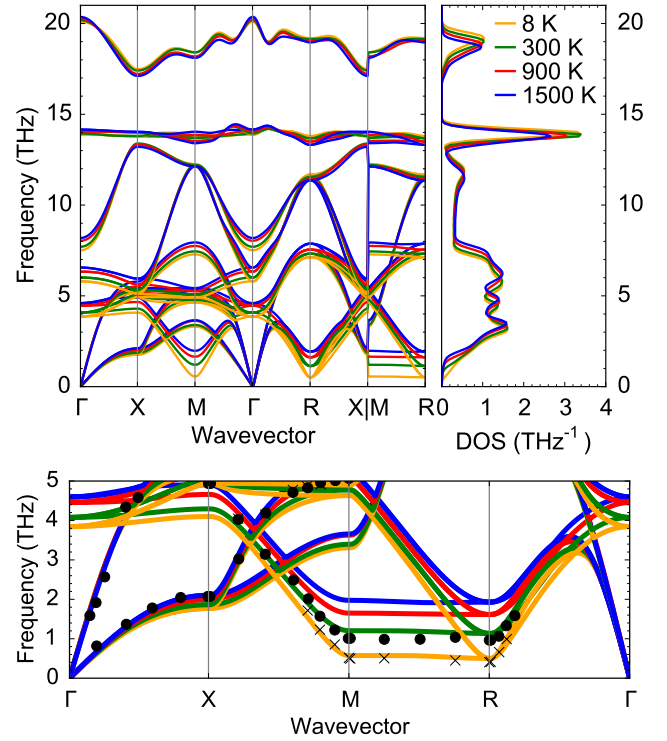 20
15
10
5
0
Frequency (THz)
Γ X M Γ R X|M R
Wavevector
8 K
300 K
900 K
1500 K
20
15
10
5
0
0 1 2 3 4
DOS (THz⁻¹)
5
4
3
2
1
0
Frequency (THz)
Γ X M R Γ
Wavevector